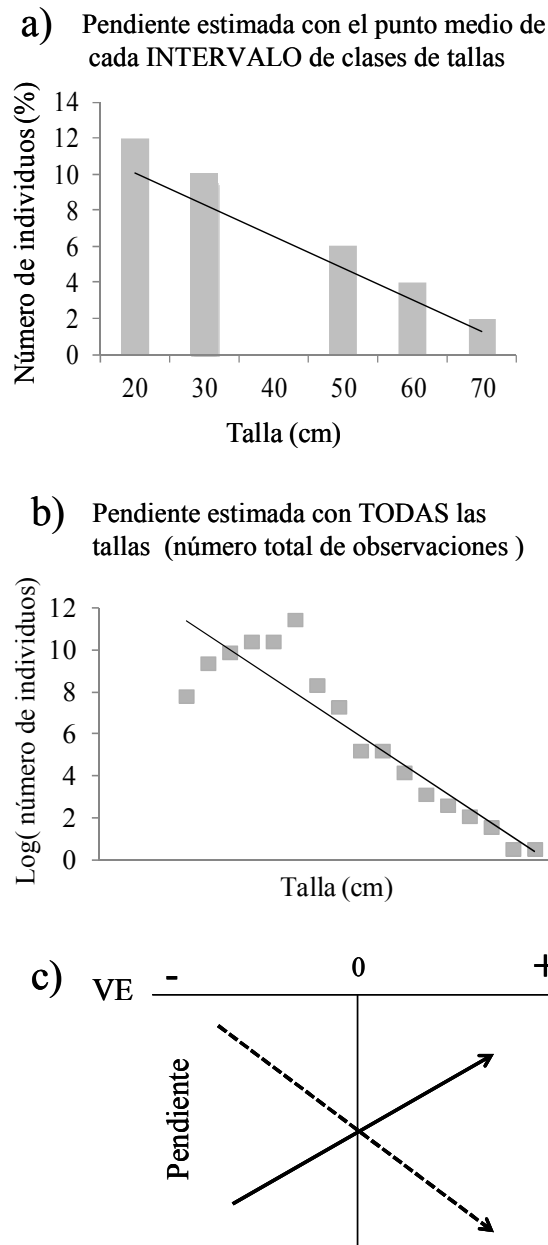 a) Pendiente estimada con el punto medio de
cada INTERVALO de clases de tallas
Número de individuos (%)
14
12
10
8
6
4
2
0
20 30 40 50 60 70
Talla (cm)
b) Pendiente estimada con TODAS las
tallas (número total de observaciones )
Log( número de individuos)
12
10
8
6
4
2
0
Talla (cm)
c) - 0 +
VE
Pendiente